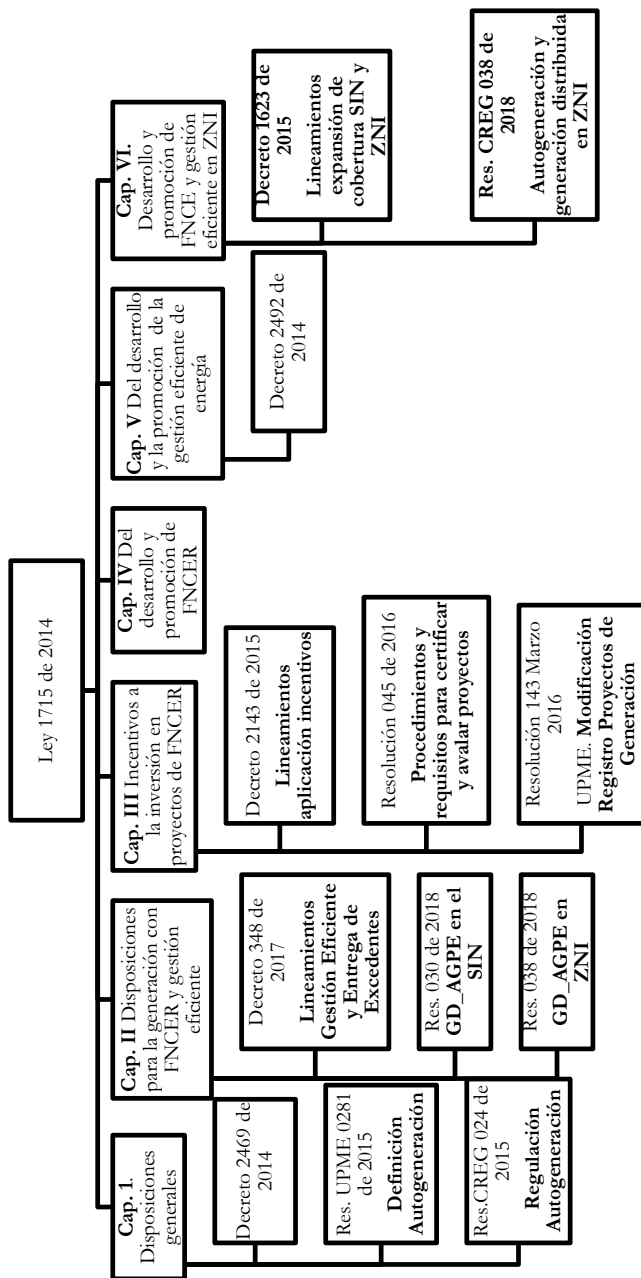 Ley 1715 de 2014
Cap. 1.
Disposiciones
generales
Decreto 2469 de
2014
Res. UPME 0281
de 2015
Definición
Autogeneración
Res.CREG 024 de
2015
Regulación
Autogeneración
Cap. II Disposiciones
para la generación con
FNCER y gestión
eficiente
Decreto 348 de
2017
Lineamientos
Gestión Eficiente
y Entrega de
Excedentes
Res. 030 de 2018
GD_AGPE en el
SIN
Res. 038 de 2018
GD_AGPE en
ZNI
Cap. III Incentivos a
la inversión en
proyectos de FNCER
Decreto 2143 de 2015
Lineamientos
aplicación incentivos
Resolución 045 de 2016
Procedimientos y
requisitos para certificar
y avalar proyectos
Resolución 143 Marzo
2016
UPME. Modificación
Registro Proyectos de
Generación
Cap. IV Del
desarrollo y
promoción de
FNCER
Cap. V Del desarrollo
y la promoción de la
gestión eficiente de
energía
Decreto 2492 de
2014
Cap. VI.
Desarrollo y
promoción de
FNCE y gestión
eficiente en ZNI
Decreto 1623 de
2015
Lineamientos
expansión de
cobertura SIN y
ZNI
Res. CREG 038 de
2018
Autogeneración y
generación distribuida
en ZNI